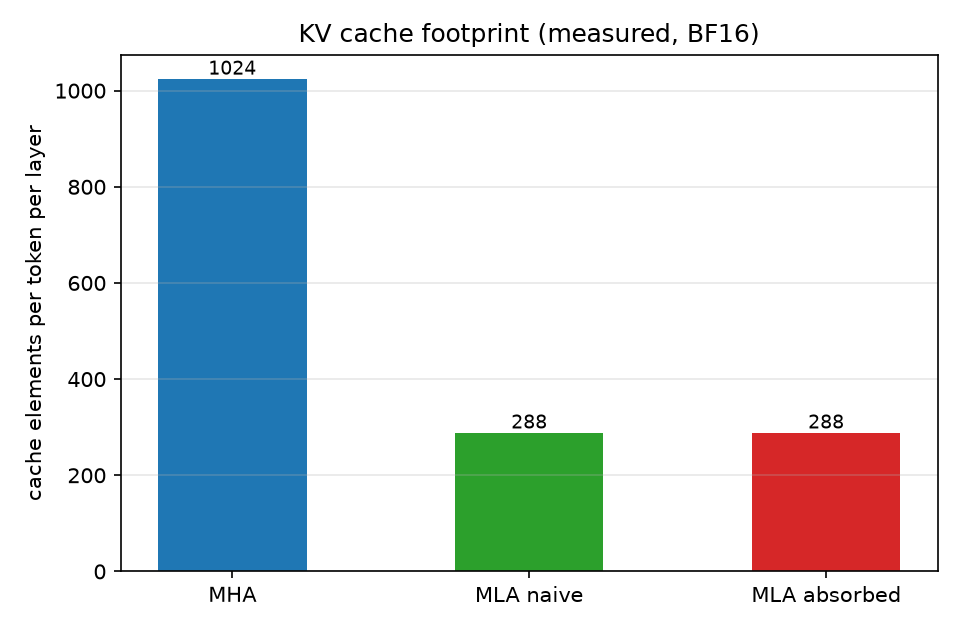 KV cache footprint (measured, BF16)
cache elements per token per layer
1000
800
600
400
200
0
1024
288
288
MHA
MLA naive
MLA absorbed